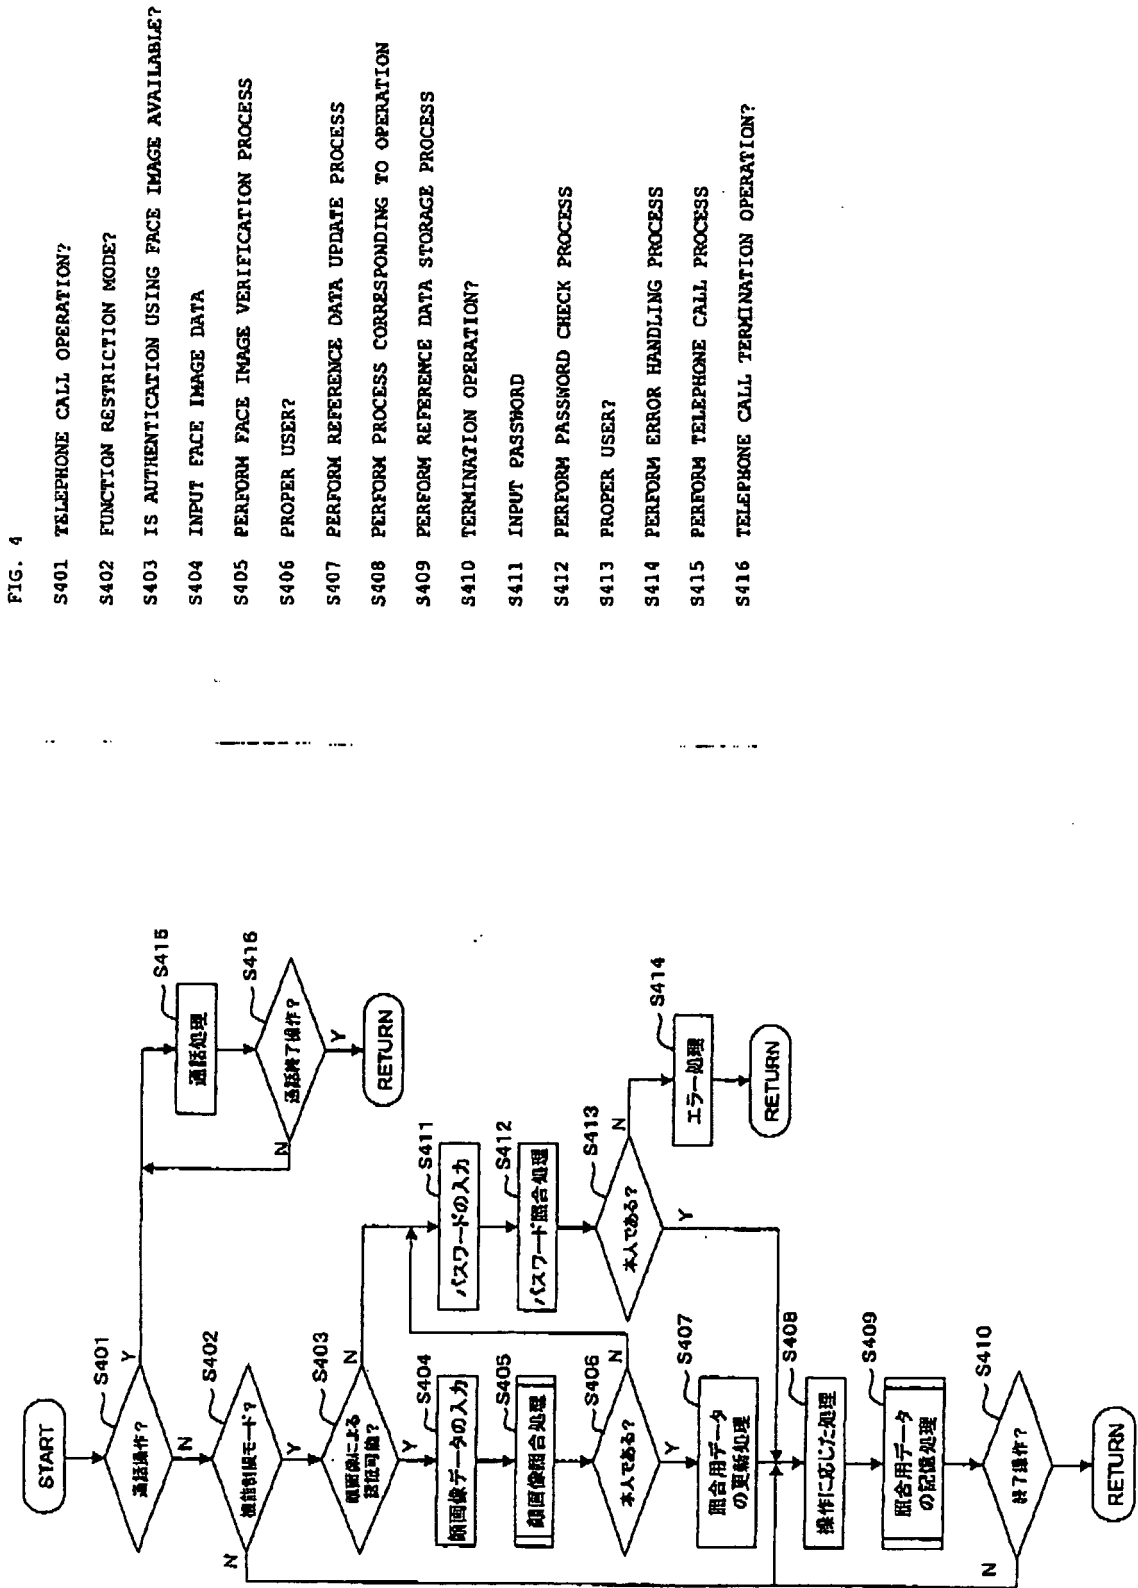 FIG. 4
S401 TELEPHONE CALL OPERATION?
S402 FUNCTION RESTRICTION MODE?
S403 IS AUTHENTICATION USING FACE IMAGE AVAILABLE?
S404 INPUT FACE IMAGE DATA
S405 PERFORM FACE IMAGE VERIFICATION PROCESS
S406 PROPER USER?
S407 PERFORM REFERENCE DATA UPDATE PROCESS
S408 PERFORM PROCESS CORRESPONDING TO OPERATION
S409 PERFORM REFERENCE DATA STORAGE PROCESS
S410 TERMINATION OPERATION?
S411 INPUT PASSWORD
S412 PERFORM PASSWORD CHECK PROCESS
S413 PROPER USER?
S414 PERFORM ERROR HANDLING PROCESS
S415 PERFORM TELEPHONE CALL PROCESS
S416 TELEPHONE CALL TERMINATION OPERATION?
START
S401
通話操作?
Y
N
S402
機能制限モード?
N
Y
S403
顔画像による
認証可能?
N
Y
S404
顔画像データの入力
S405
顔画像照合処理
S406
本人である?
N
Y
S407
照合用データ
の更新処理
S408
操作に応じた処理
S409
照合用データ
の記憶処理
S410
終了操作?
N
Y
RETURN
S411
パスワードの入力
S412
パスワード照合処理
S413
本人である?
N
Y
S414
エラー処理
RETURN
S415
通話処理
S416
通話終了操作?
N
Y
RETURN